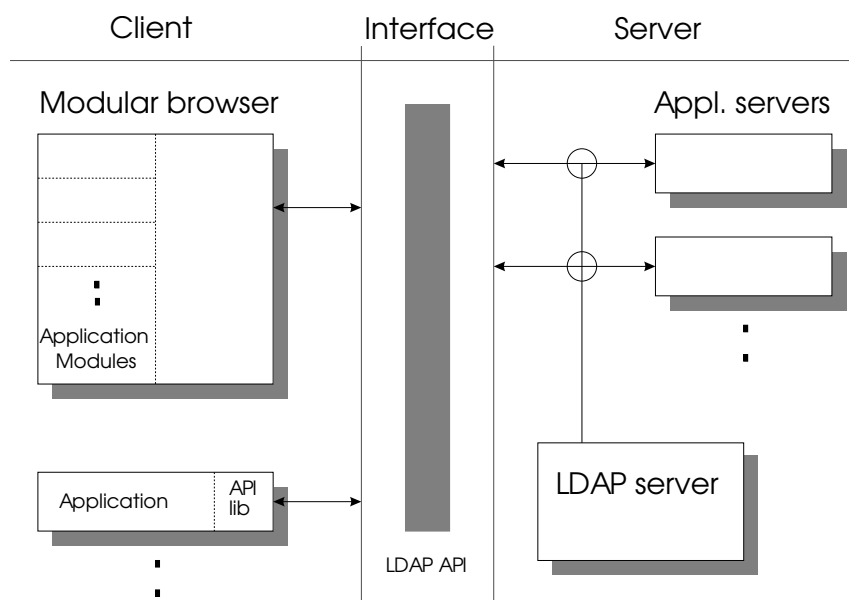 Client
Interface
Server
Modular browser
Appl. servers
Application
Modules
LDAP server
Application
API
lib
LDAP API